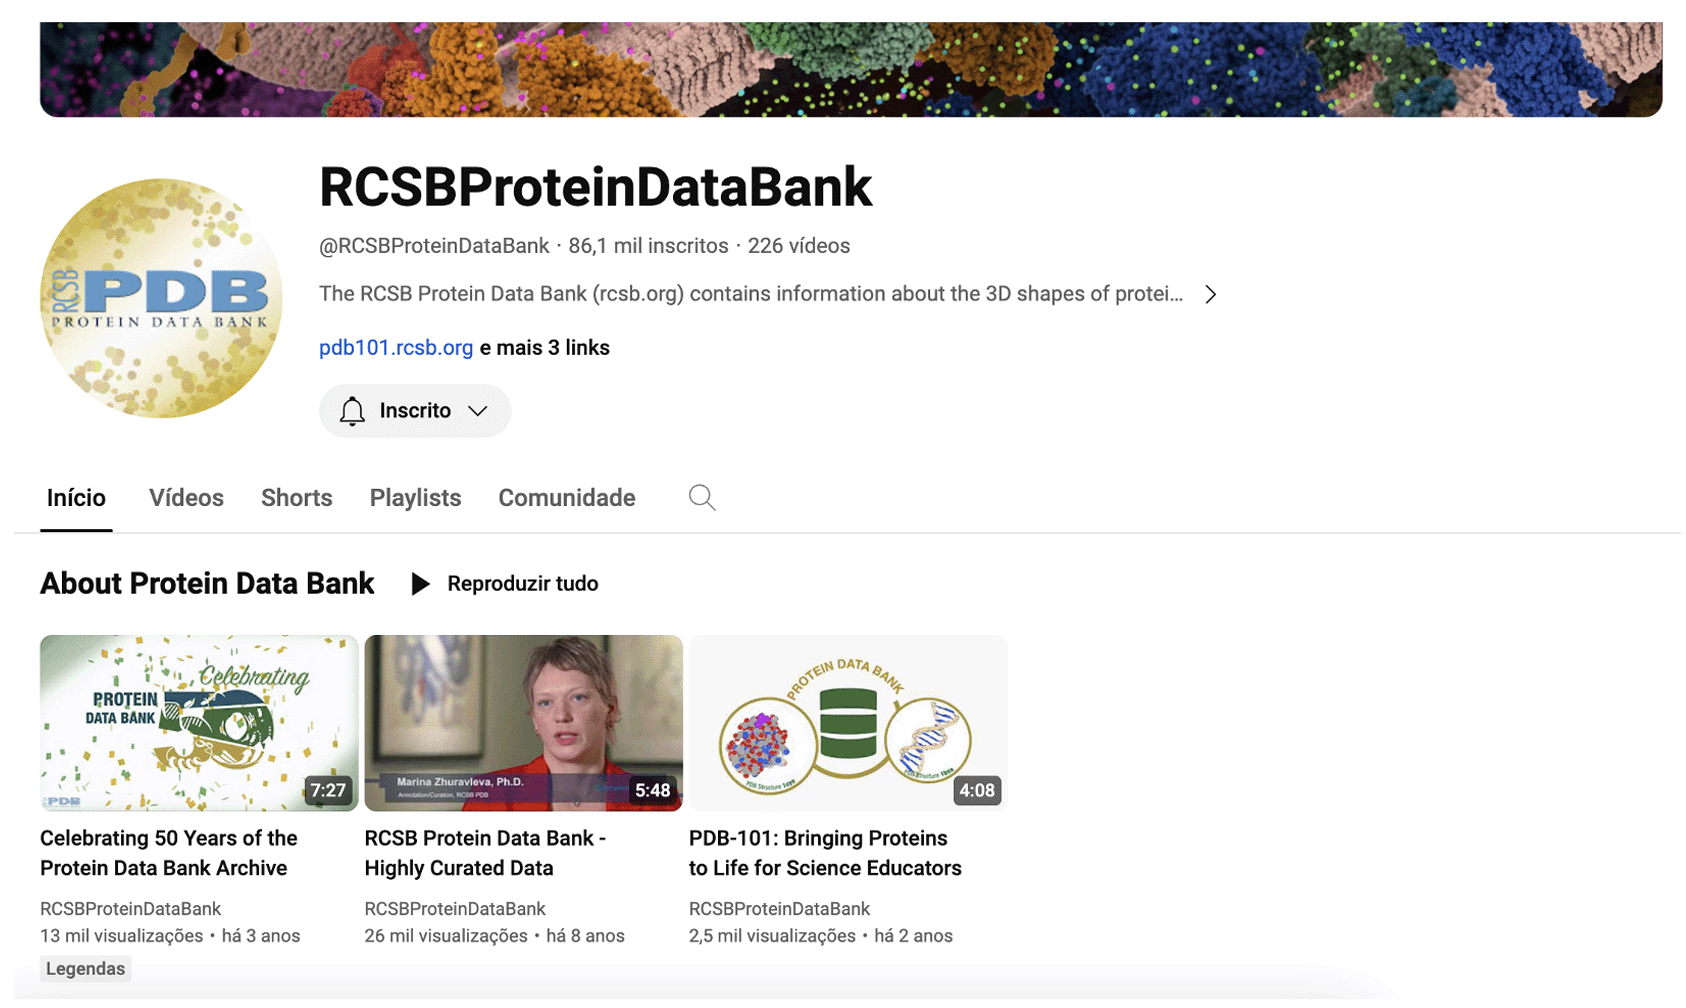 RCSBProteinDataBank
RCSB PDB
PROTEIN DATA BANK
@RCSBProteinDataBank · 86,1 mil inscritos · 226 vídeos
The RCSB Protein Data Bank (rcsb.org) contains information about the 3D shapes of protei...
pdb101.rcsb.org e mais 3 links
Inscrito
Início Vídeos Shorts Playlists Comunidade
About Protein Data Bank Reproduzir tudo
Celebrating
PROTEIN
DATA BANK
50
PDB
7:27
Marina Zhuravleva, Ph.D.
Annotation/Curation, RCSB PDB
5:48
PROTEIN DATA BANK
PDB Structure
PDB Structure
4:08
Celebrating 50 Years of the
Protein Data Bank Archive
RCSBProteinDataBank
13 mil visualizações • há 3 anos
Legendas
RCSB Protein Data Bank -
Highly Curated Data
RCSBProteinDataBank
26 mil visualizações • há 8 anos
PDB-101: Bringing Proteins
to Life for Science Educators
RCSBProteinDataBank
2,5 mil visualizações • há 2 anos